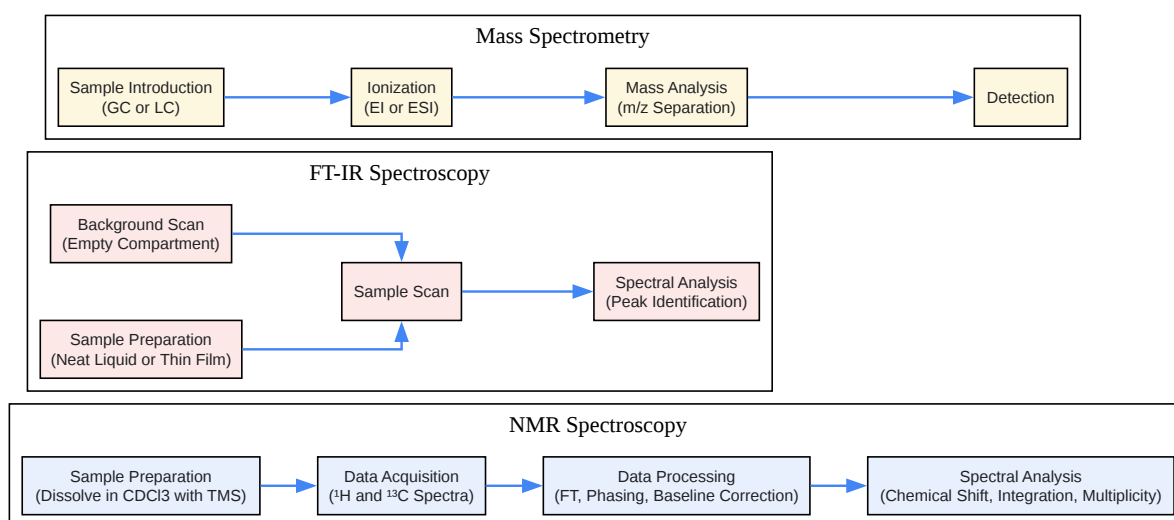 Mass Spectrometry
Sample Introduction
(GC or LC)
Ionization
(EI or ESI)
Mass Analysis
(m/z Separation)
Detection
FT-IR Spectroscopy
Background Scan
(Empty Compartment)
Sample Scan
Spectral Analysis
(Peak Identification)
Sample Preparation
(Neat Liquid or Thin Film)
NMR Spectroscopy
Sample Preparation
(Dissolve in CDCl3 with TMS)
Data Acquisition
(¹H and ¹³C Spectra)
Data Processing
(FT, Phasing, Baseline Correction)
Spectral Analysis
(Chemical Shift, Integration, Multiplicity)